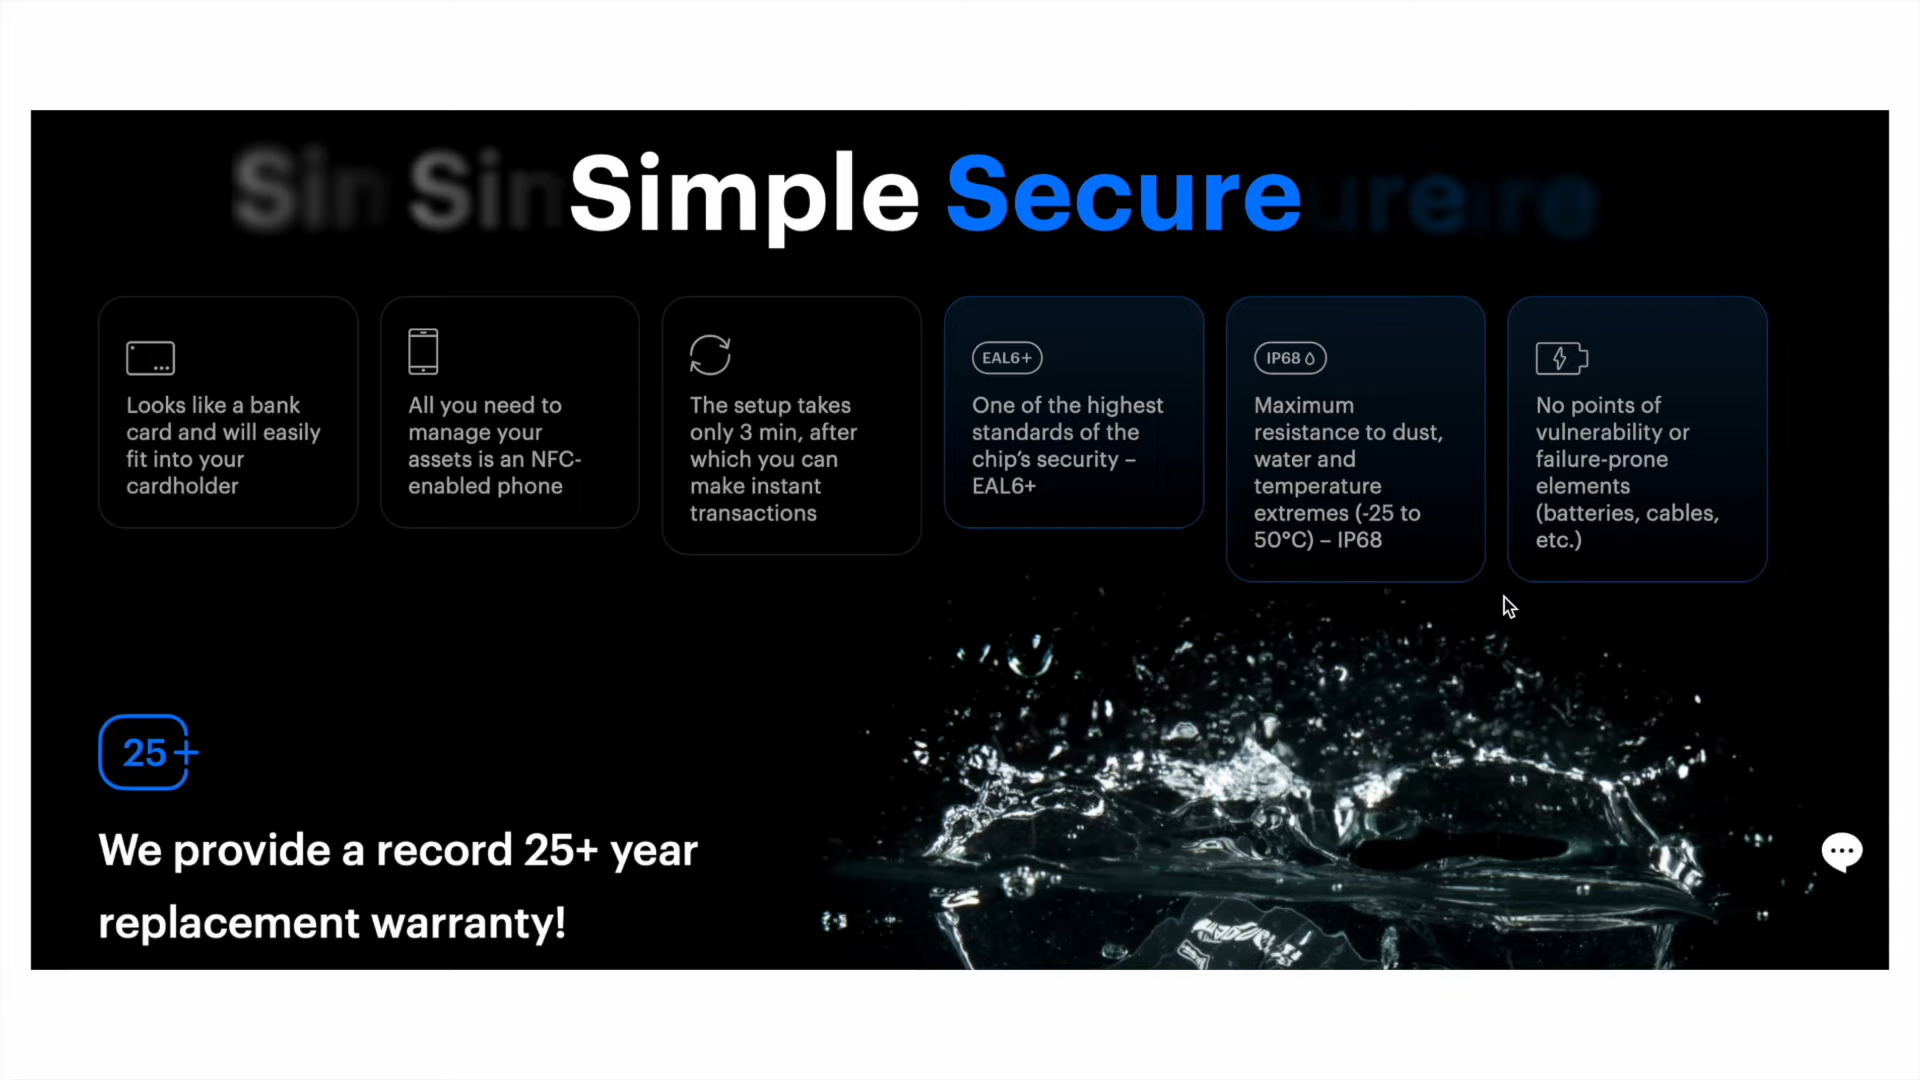 Simple Secure
Looks like a bank
card and will easily
fit into your
cardholder
All you need to
manage your
assets is an NFC-
enabled phone
The setup takes
only 3 min, after
which you can
make instant
transactions
EAL6+
One of the highest
standards of the
chip’s security –
EAL6+
IP68
Maximum
resistance to dust,
water and
temperature
extremes (-25 to
50°C) – IP68
No points of
vulnerability or
failure-prone
elements
(batteries, cables,
etc.)
25+
We provide a record 25+ year
replacement warranty!